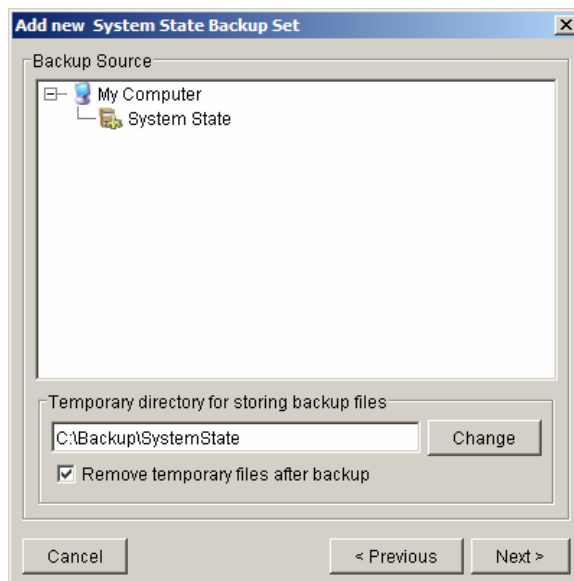 Add new System State Backup Set
Backup Source
My Computer
System State
Temporary directory for storing backup files
C:\Backup\SystemState
Change
Remove temporary files after backup
Cancel
< Previous
Next >